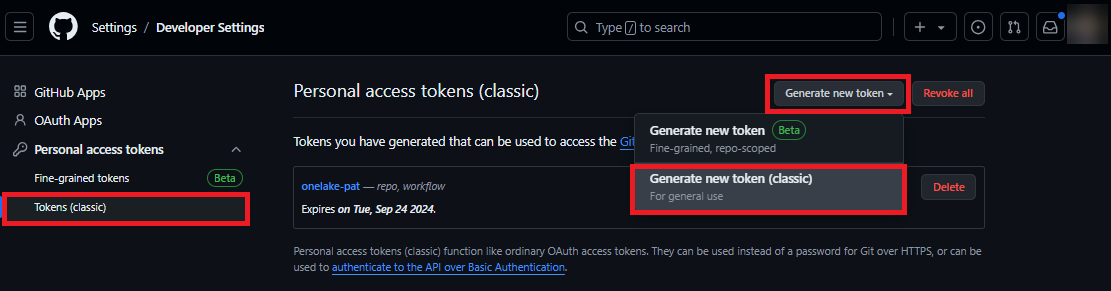 Settings / Developer Settings
Type / to search
GitHub Apps
OAuth Apps
Personal access tokens
Fine-grained tokens Beta
Tokens (classic)
Personal access tokens (classic)
Generate new token
Revoke all
Generate new token Beta
Fine-grained, repo-scoped
Generate new token (classic)
For general use
Tokens you have generated that can be used to access the
onelake-pat — repo, workflow
Delete
Expires on Tue, Sep 24 2024.
Personal access tokens (classic) function like ordinary OAuth access tokens. They can be used instead of a password for Git over HTTPS, or can be
used to authenticate to the API over Basic Authentication.